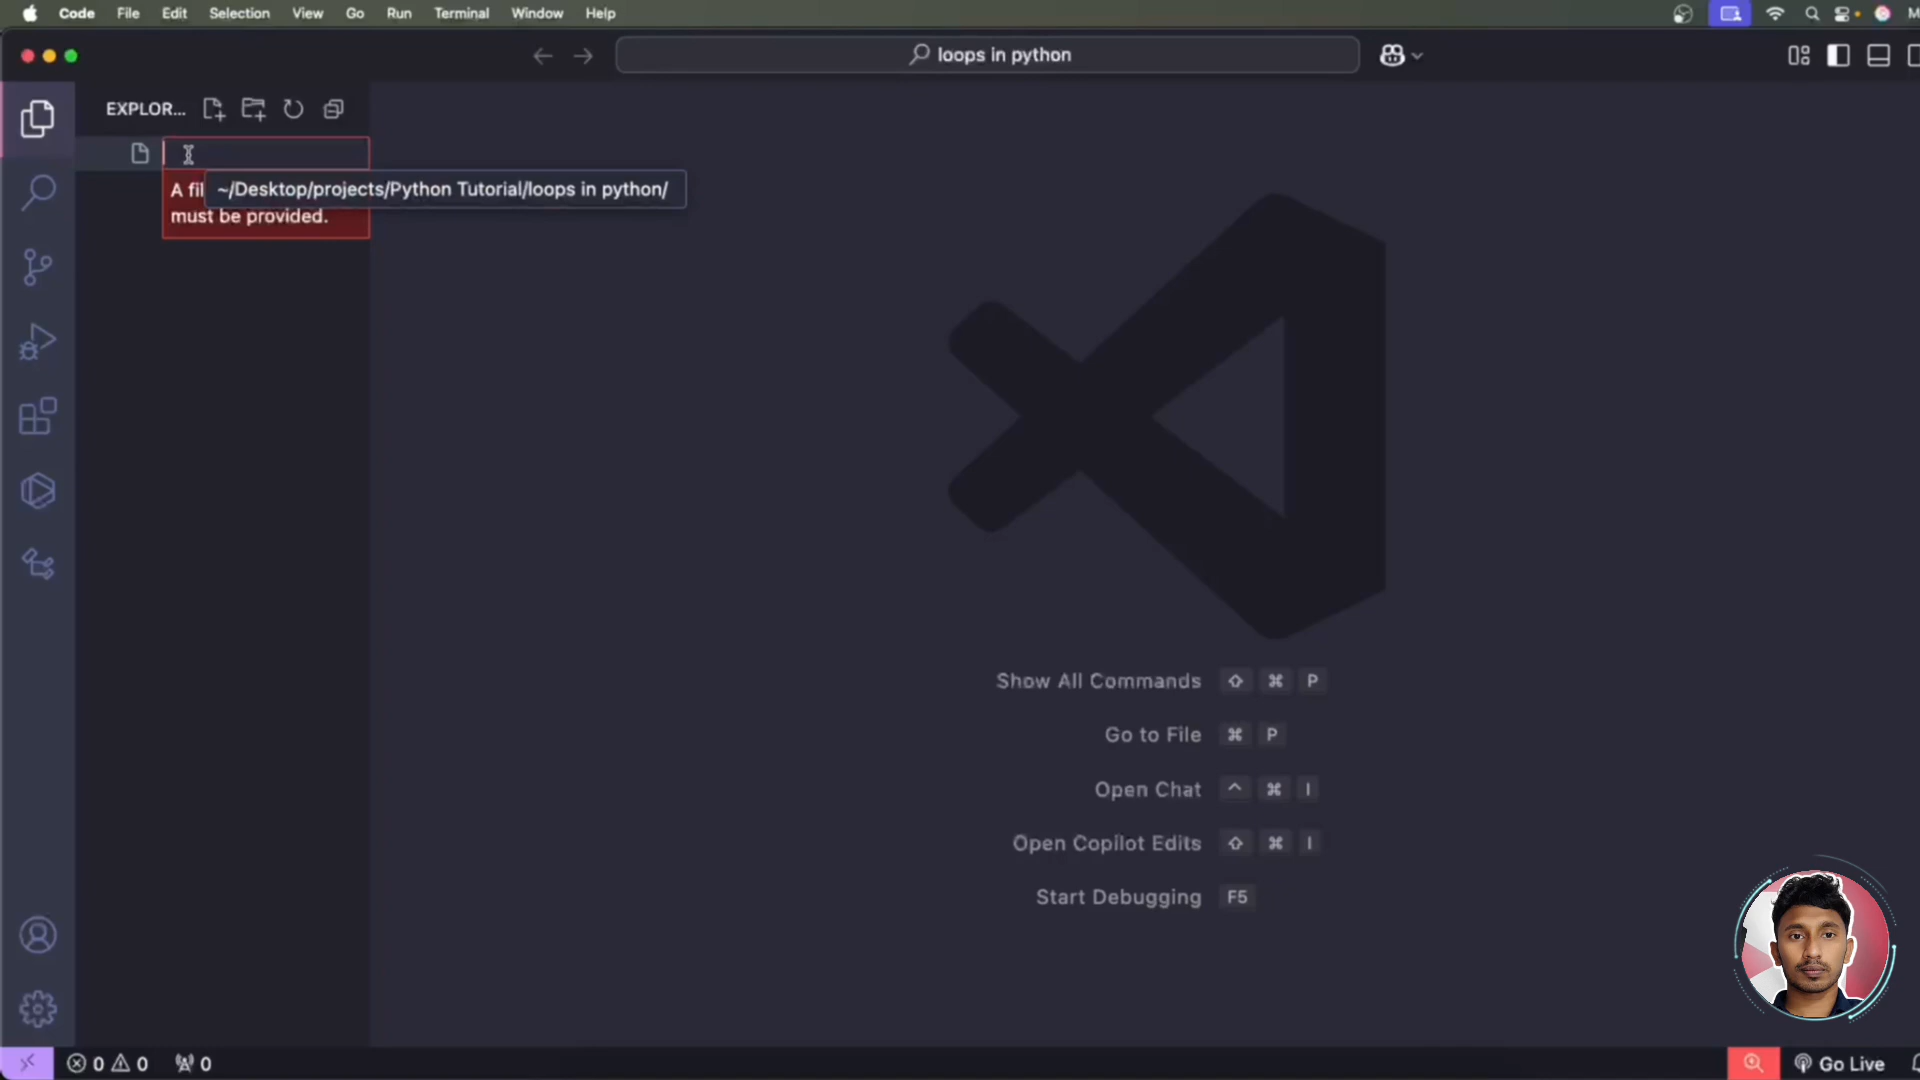 Code File Edit Selection View Go Run Terminal Window Help
loops in python
EXPLOR...
A fil
~/Desktop/projects/Python Tutorial/loops in python/
must be provided.
Show All Commands ⇧ ⌘ P
Go to File ⌘ P
Open Chat ^ ⌘ I
Open Copilot Edits ⇧ ⌘ I
Start Debugging F5
0 0 0
Go Live